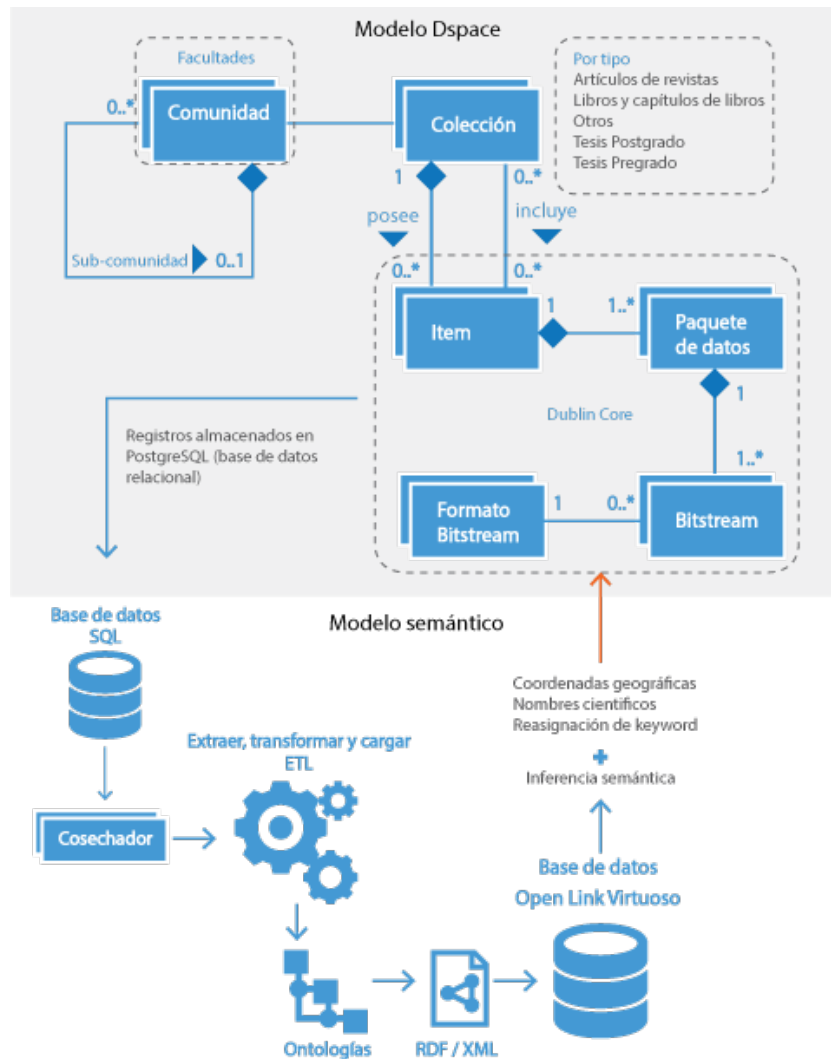 Modelo Dspace
Facultades
Comunidad
0..*
Sub-comunidad
0..1
Colección
1
0..*
posee
incluye
0..*
0..*
Por tipo
Artículos de revistas
Libros y capítulos de libros
Otros
Tesis Postgrado
Tesis Pregrado
Item
1
1..*
Paquete
de datos
1
Dublin Core
1..*
Formato
Bitstream
1
0..*
Bitstream
Registros almacenados en
PostgreSQL (base de datos
relacional)
Modelo semántico
Base de datos
SQL
Cosechador
Extraer, transformar y cargar
ETL
Ontologías
RDF / XML
Base de datos
Open Link Virtuoso
Coordenadas geográficas
Nombres cientificos
Reasignación de keyword
+
Inferencia semántica